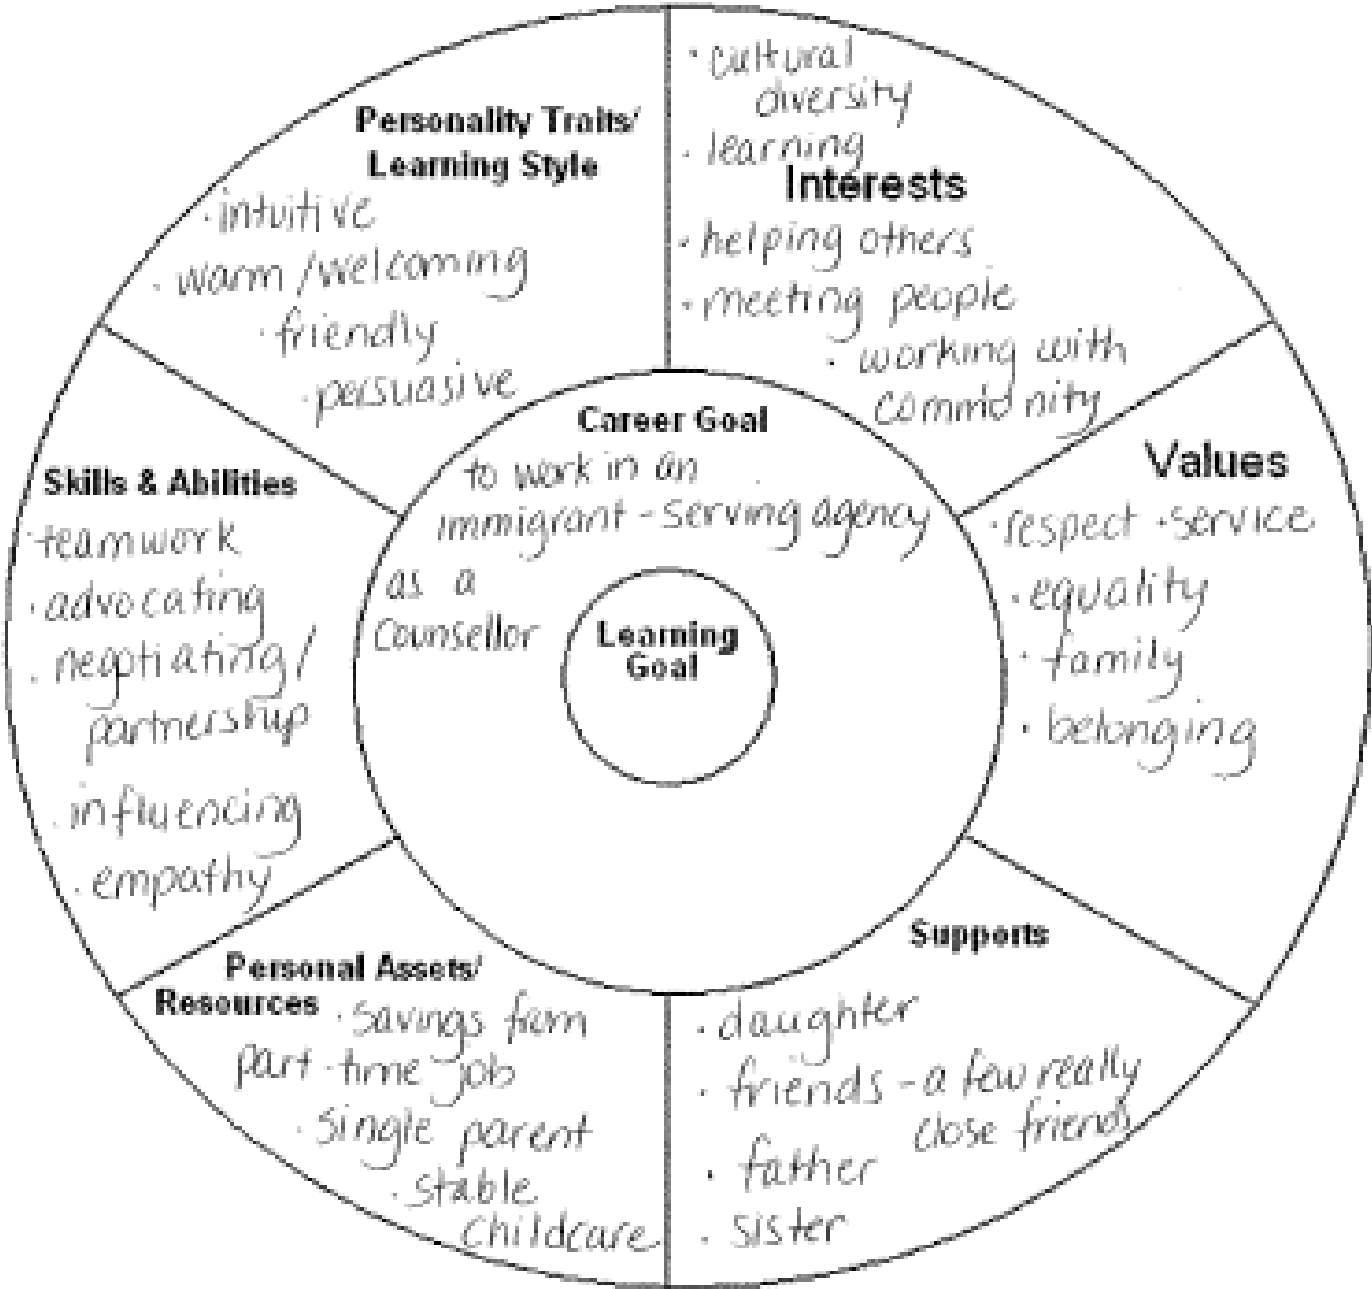 Personality Traits/
Learning Style
· intuitive
· warm/welcoming
· friendly
· persuasive
· cultural
diversity
· learning
Interests
· helping others
· meeting people
· working with
community
Values
· respect · service
· equality
· family
· belonging
Supports
· daughter
· friends - a few really
close friends
· father
· sister
Personal Assets/
Resources · savings from
part-time job
· single parent
· stable
childcare
Skills & Abilities
· teamwork
· advocating
· negotiating/
partnership
· influencing
· empathy
Career Goal
to work in an
immigrant-serving agency
as a
counsellor
Learning
Goal